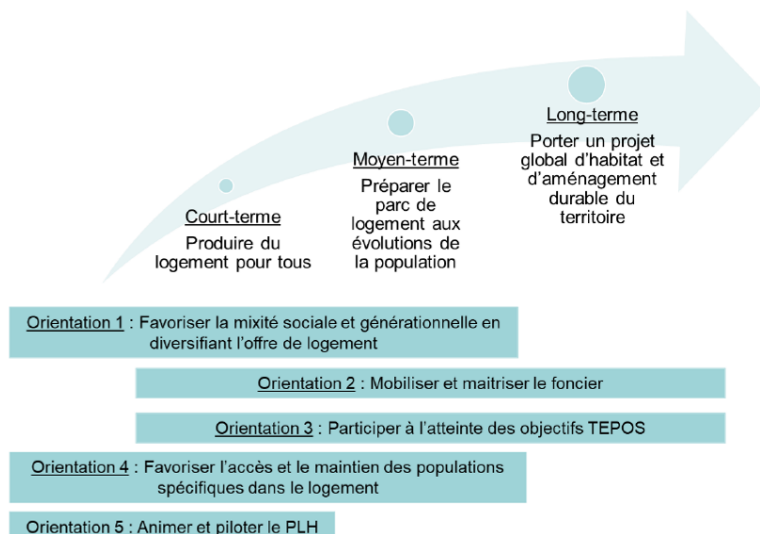 Court-terme
Produire du
logement pour tous
Moyen-terme
Préparer le
parc de
logement aux
évolutions de
la population
Long-terme
Porter un projet
global d'habitat et
d'aménagement
durable du
territoire
Orientation 1 : Favoriser la mixité sociale et générationnelle en
diversifiant l'offre de logement
Orientation 2 : Mobiliser et maitriser le foncier
Orientation 3 : Participer à l'atteinte des objectifs TEPOS
Orientation 4 : Favoriser l'accès et le maintien des populations
spécifiques dans le logement
Orientation 5 : Animer et piloter le PLH